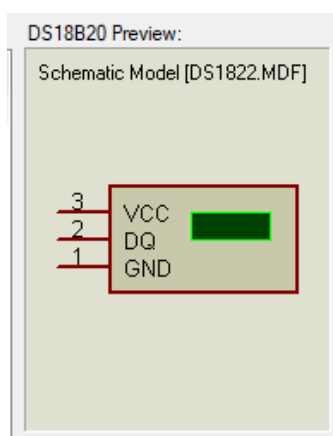 DS18B20 Preview:
Schematic Model [DS1822.MDF]
3 VCC
2 DQ
1 GND